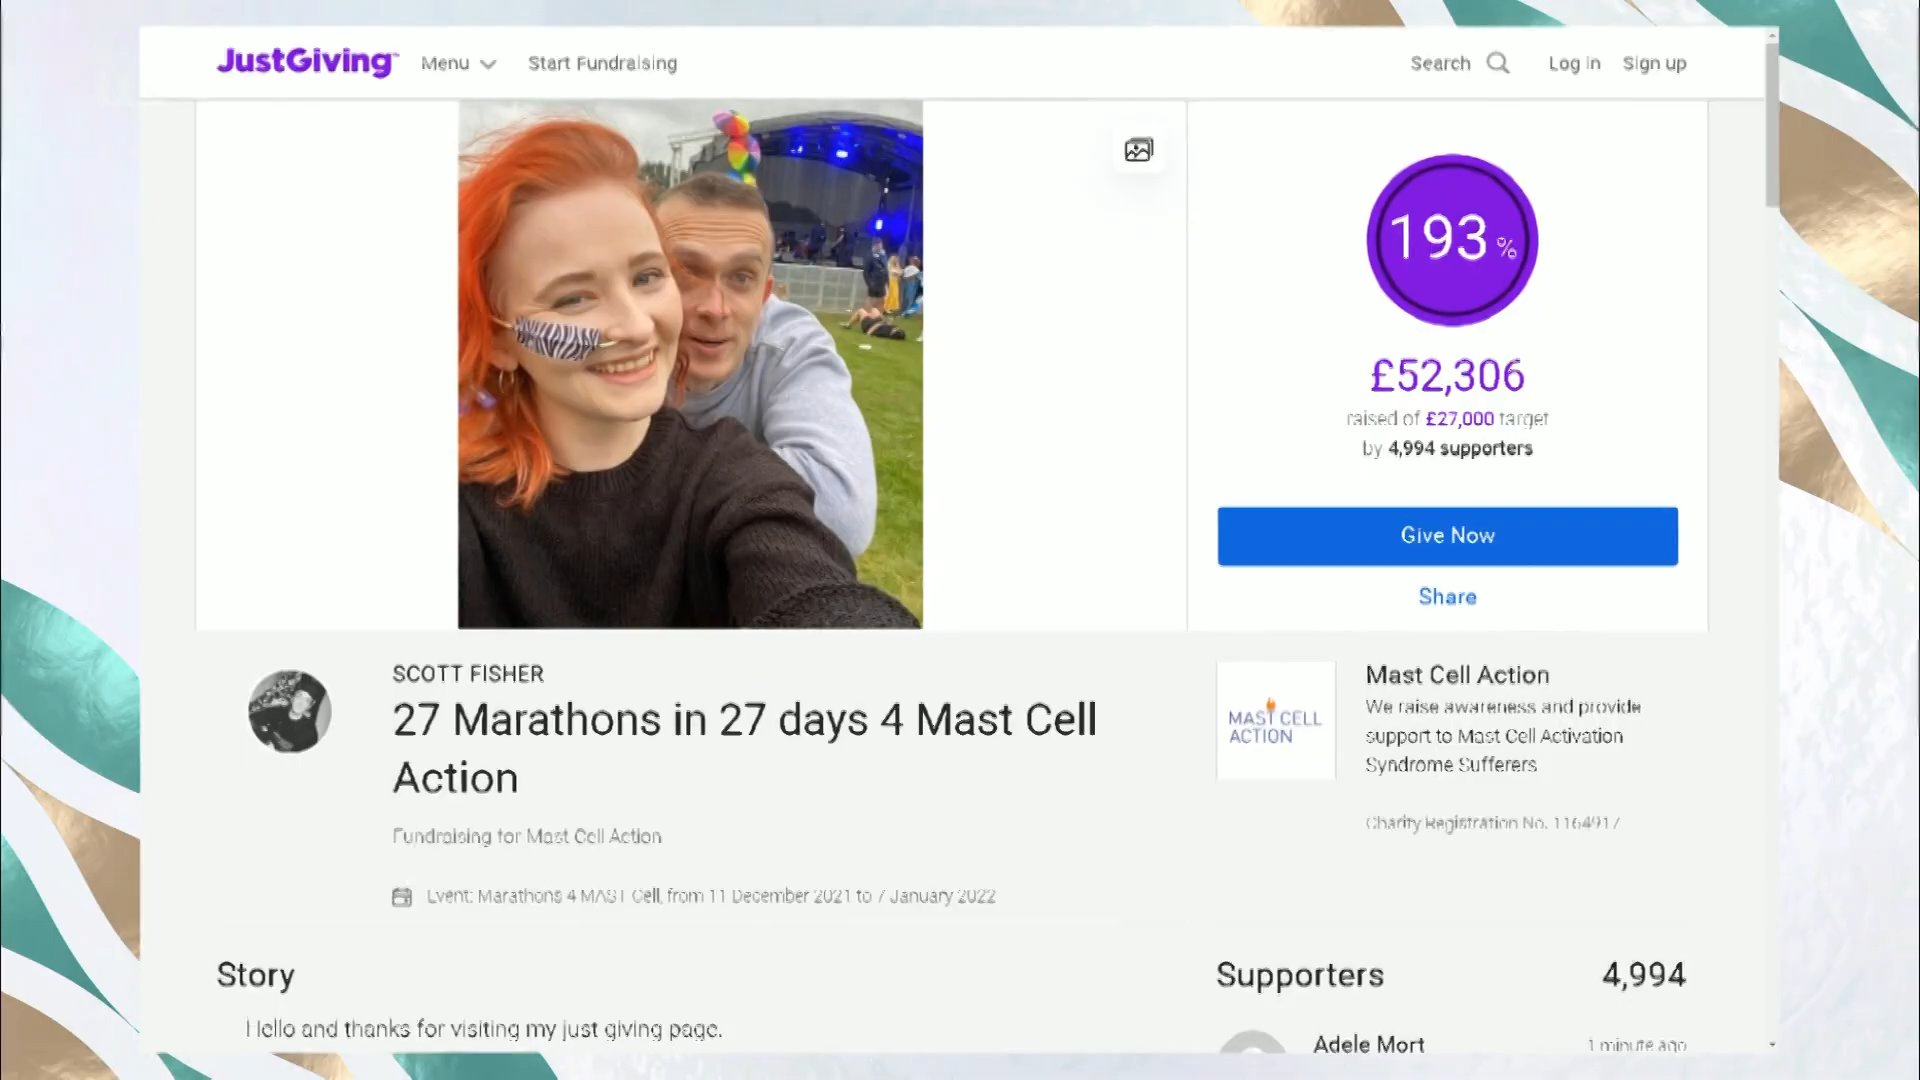 JustGiving™ Menu Start Fundraising Search Log In Sign up
193 %
£52,306
raised of £27,000 target
by 4,994 supporters
Give Now
Share
SCOTT FISHER
27 Marathons in 27 days 4 Mast Cell
Action
Fundraising for Mast Cell Action
Event: Marathons 4 MAST Cell, from 11 December 2021 to 7 January 2022
MAST CELL
ACTION
Mast Cell Action
We raise awareness and provide
support to Mast Cell Activation
Syndrome Sufferers
Charity Registration No. 1164917
Story
Hello and thanks for visiting my just giving page.
Supporters 4,994
Adele Mort 1 minute ago